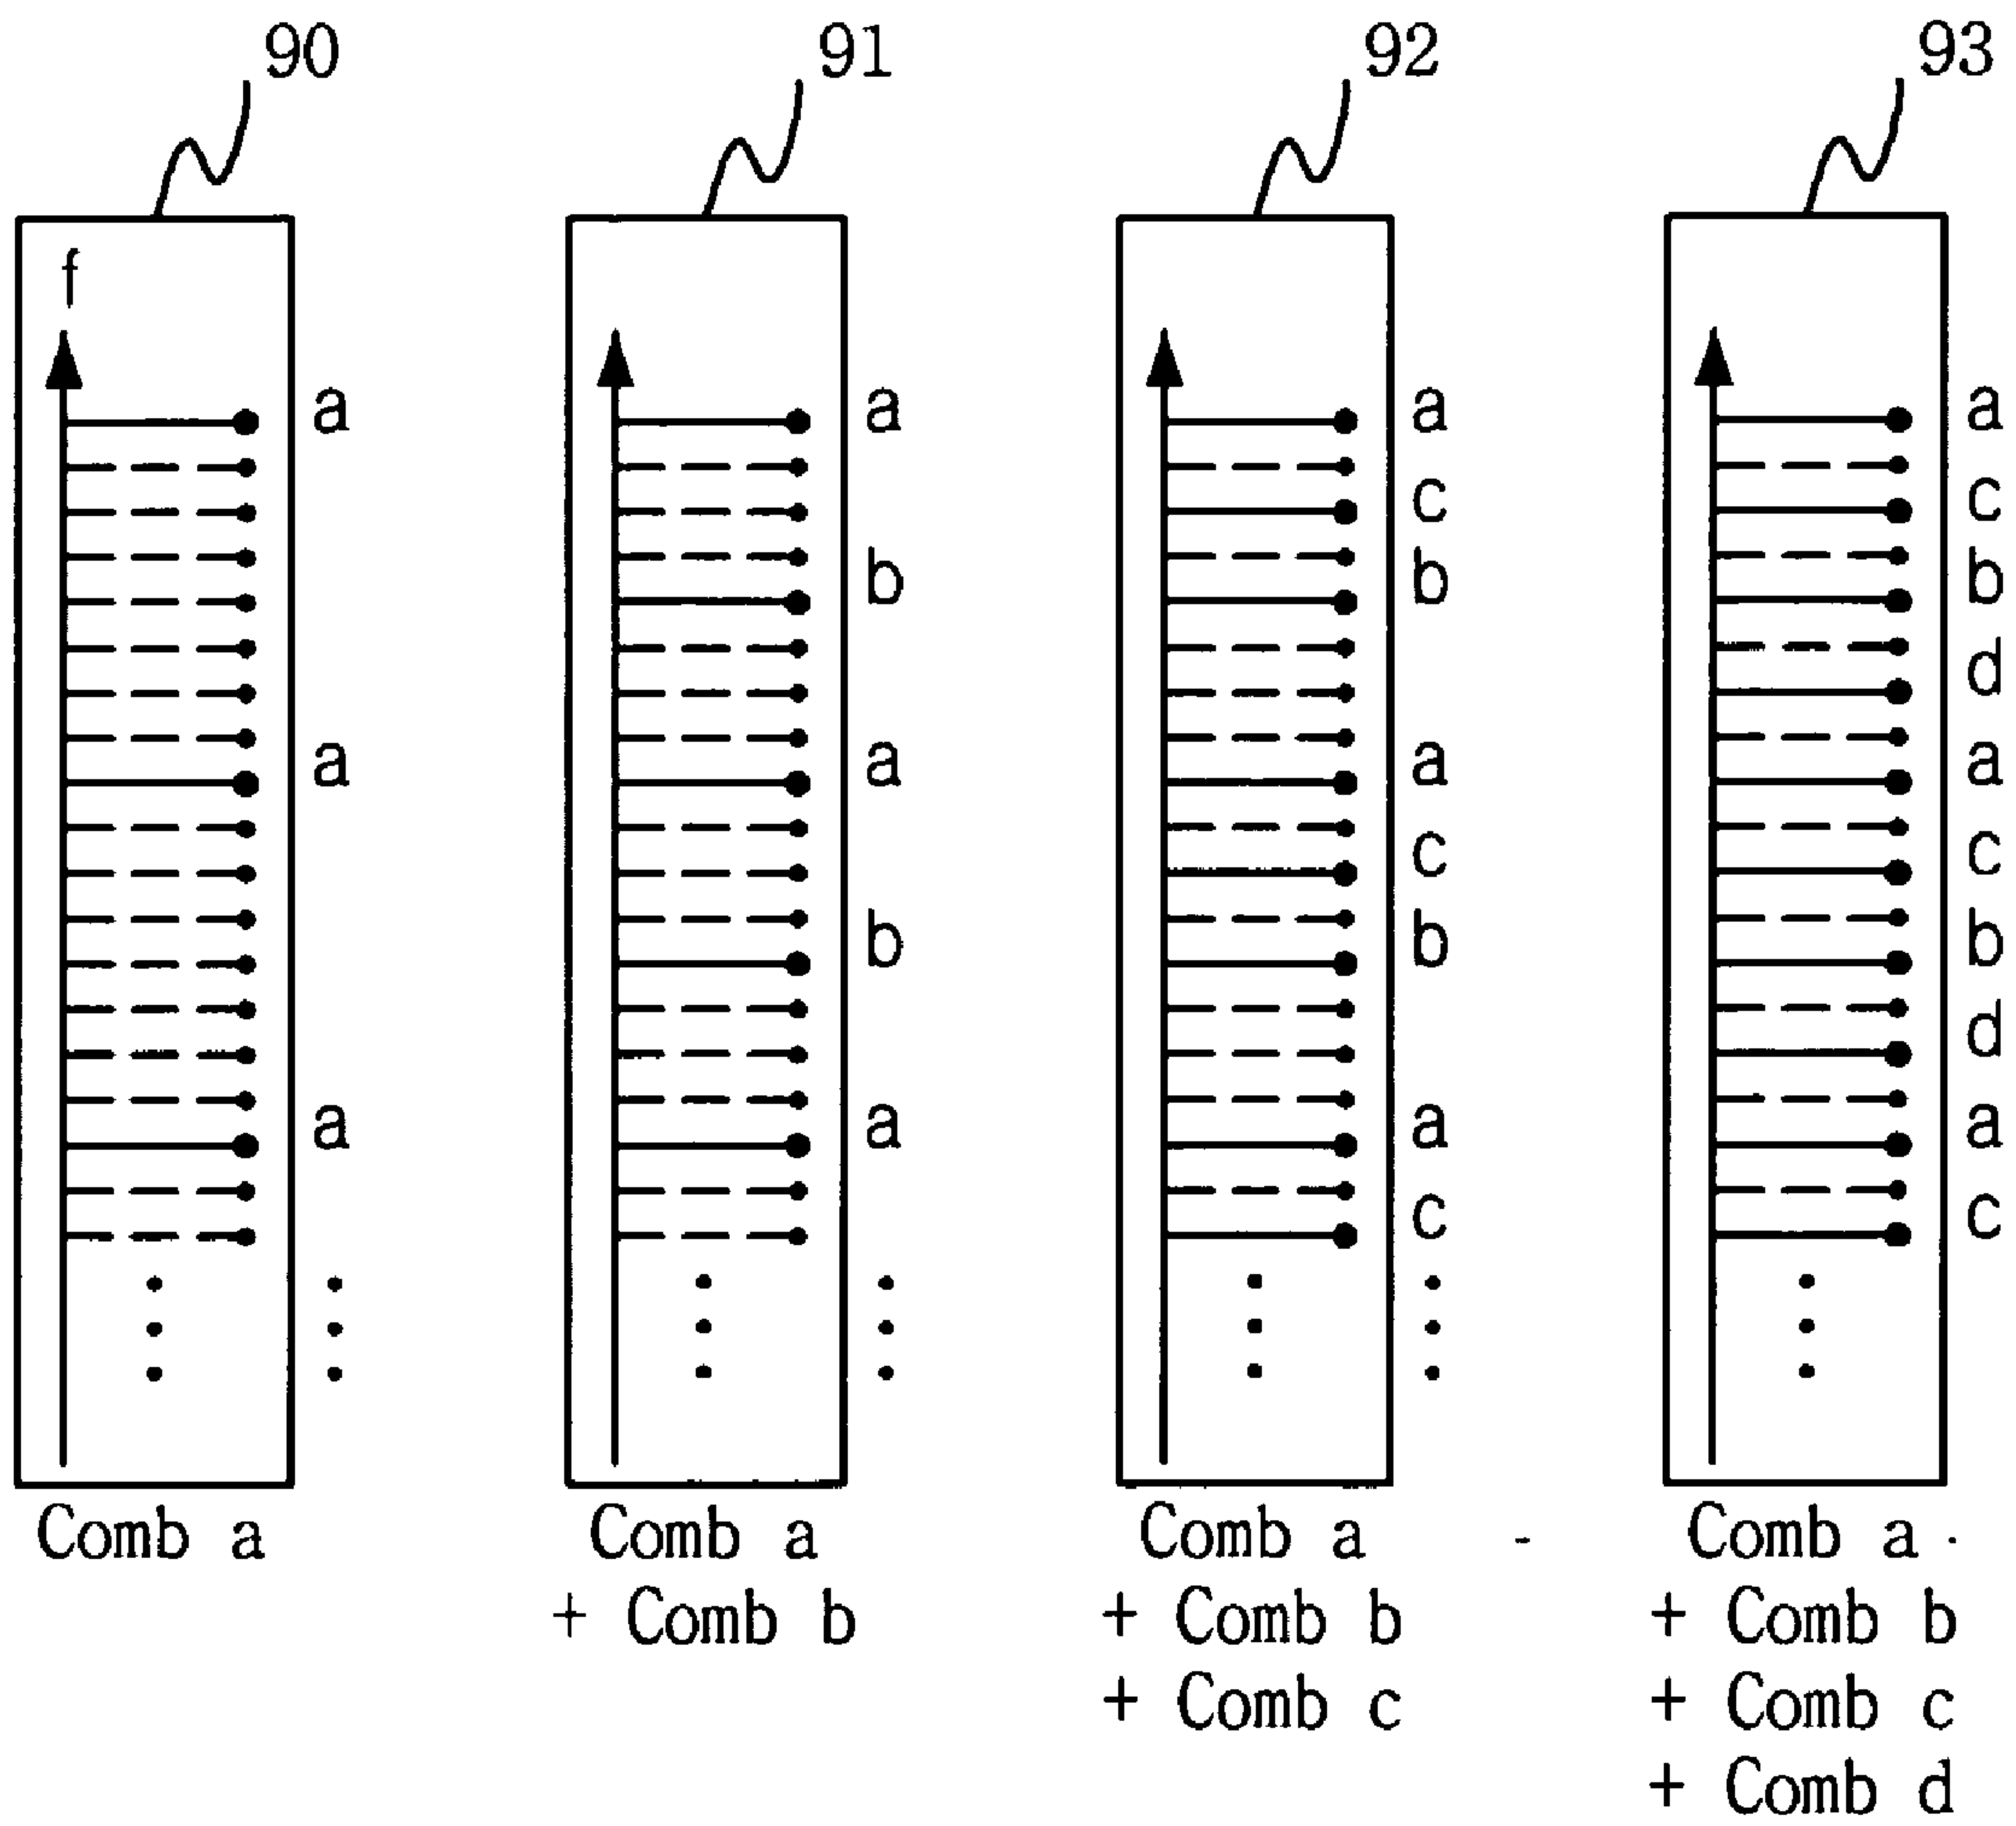 90 91 92 93
f
a a a a
c c
b b b
d
a a a a
c c
b b b
d
a a a a
c c
Comb a Comb a Comb a Comb a
+ Comb b + Comb b + Comb b
+ Comb c + Comb c
+ Comb d